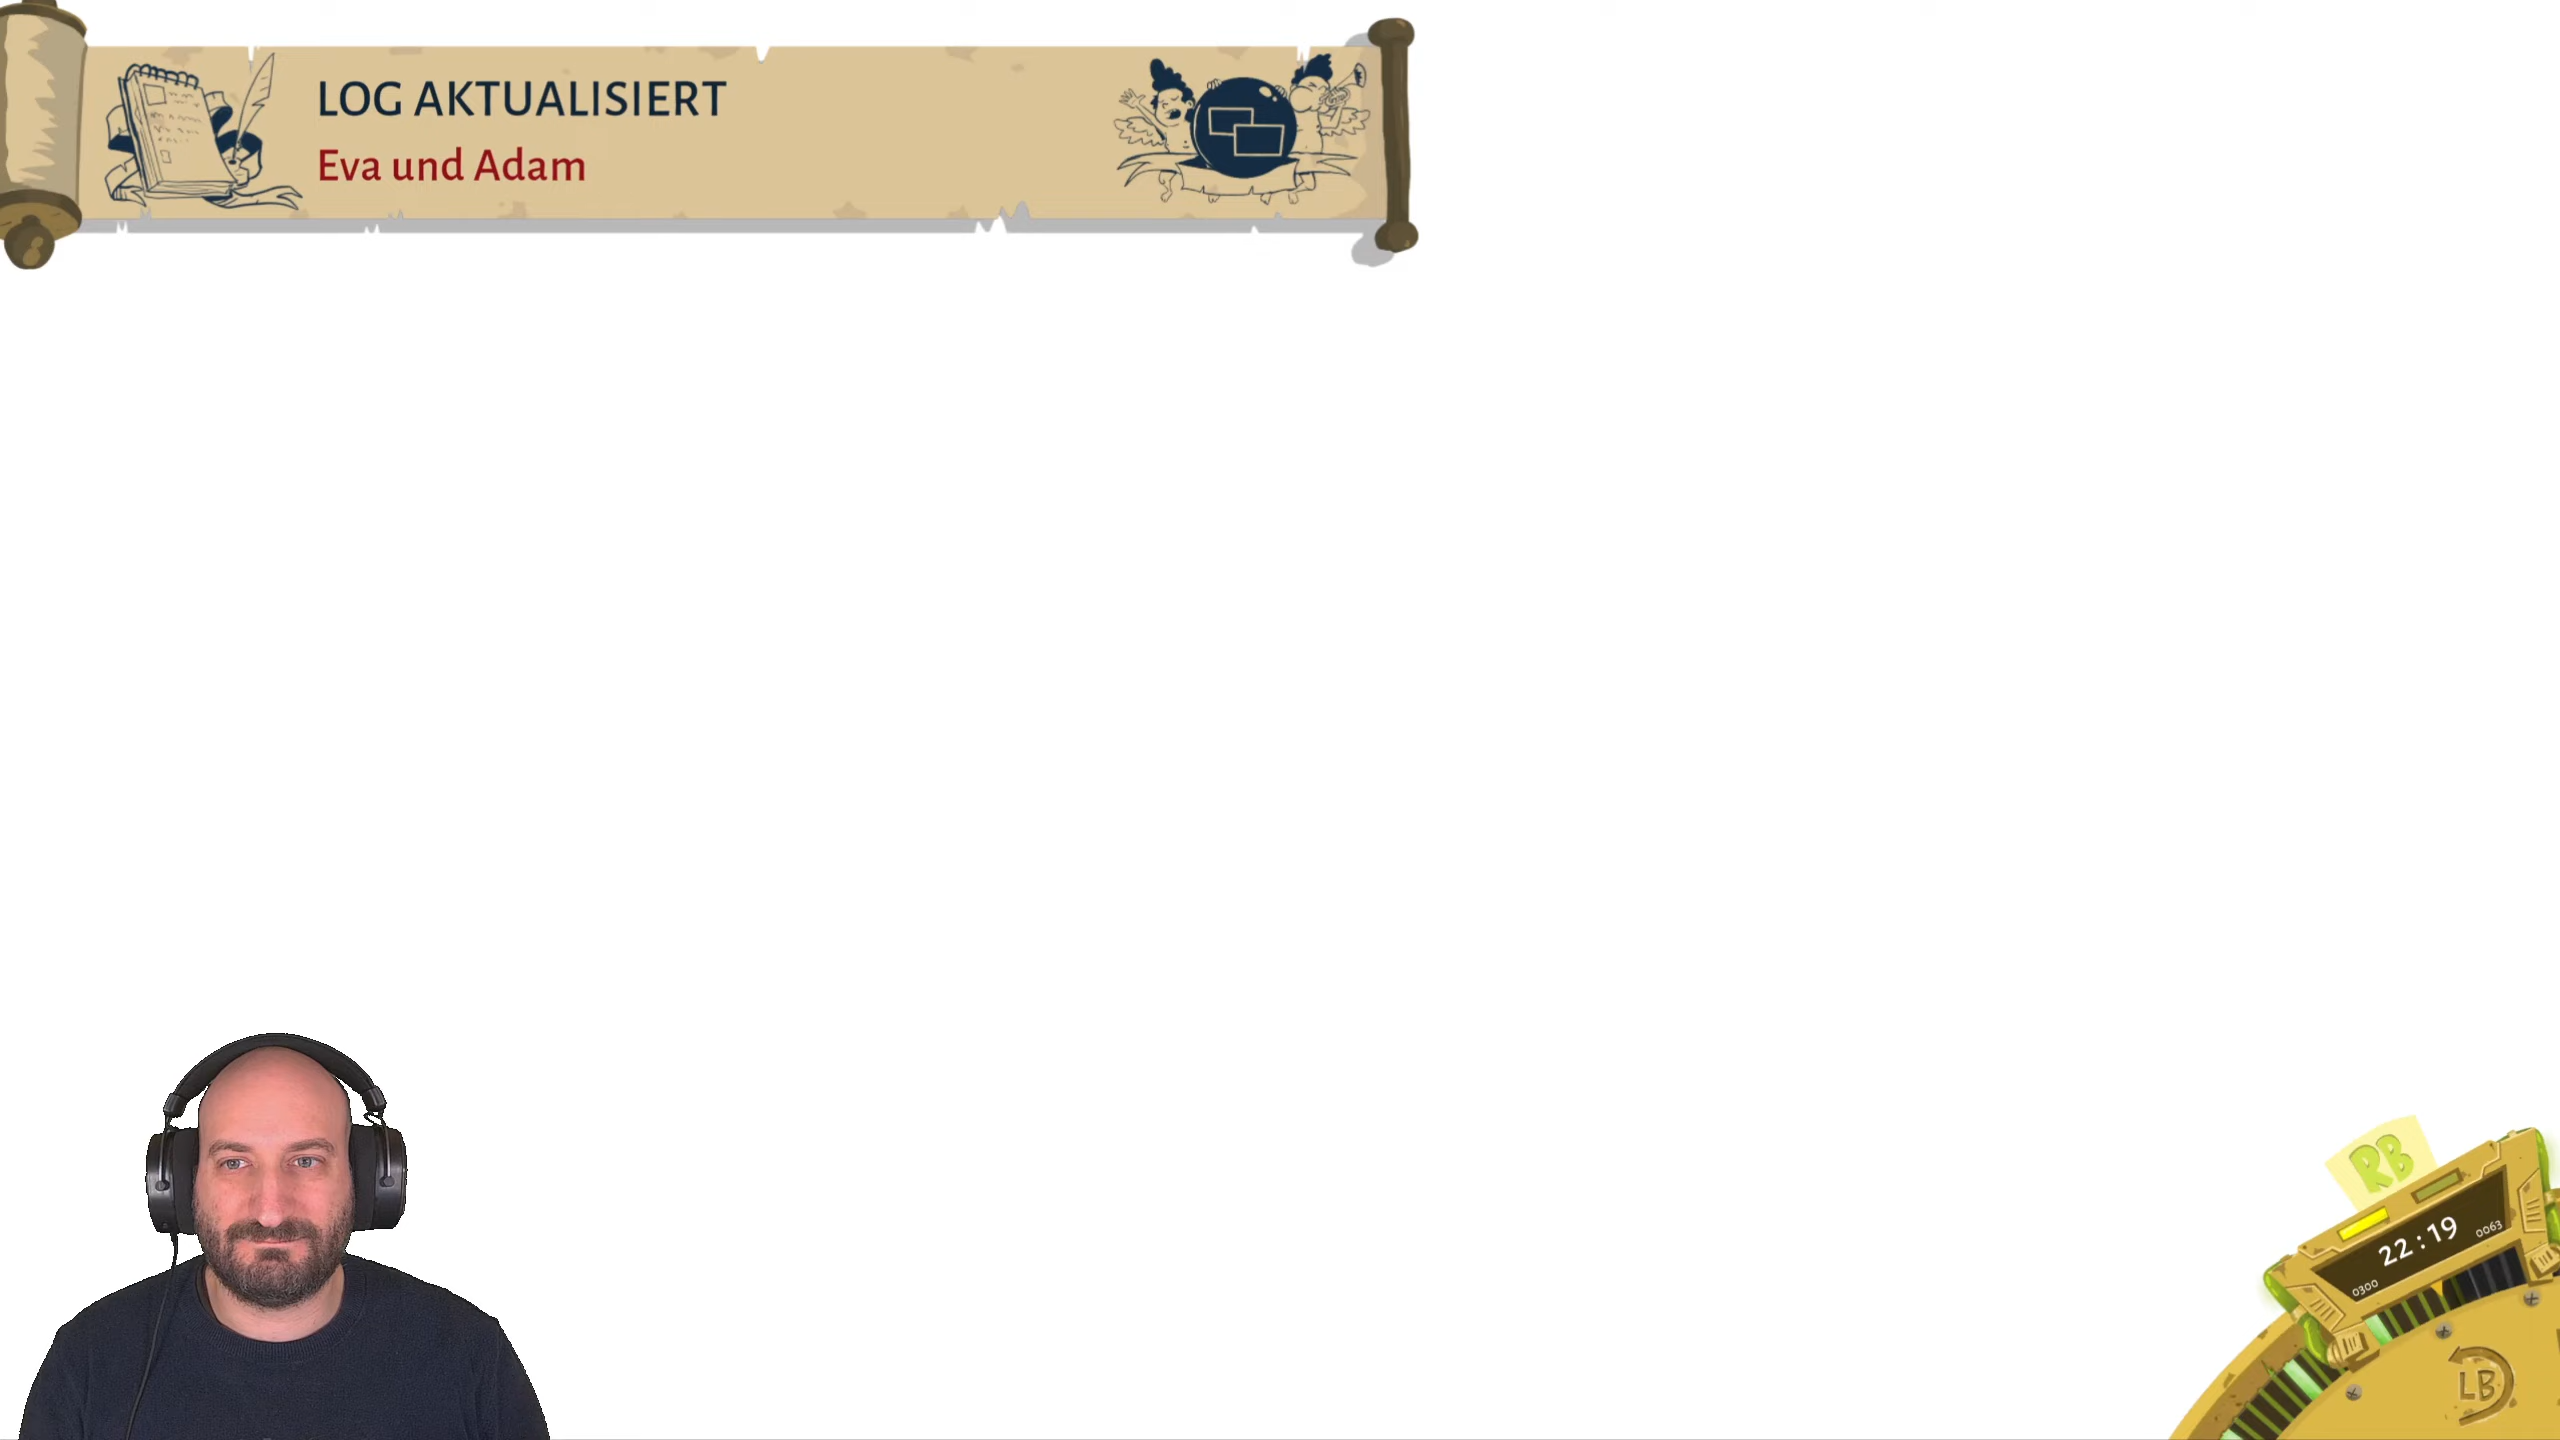 LOG AKTUALISIERT
Eva und Adam
RB
22:19
0063
0300
LB